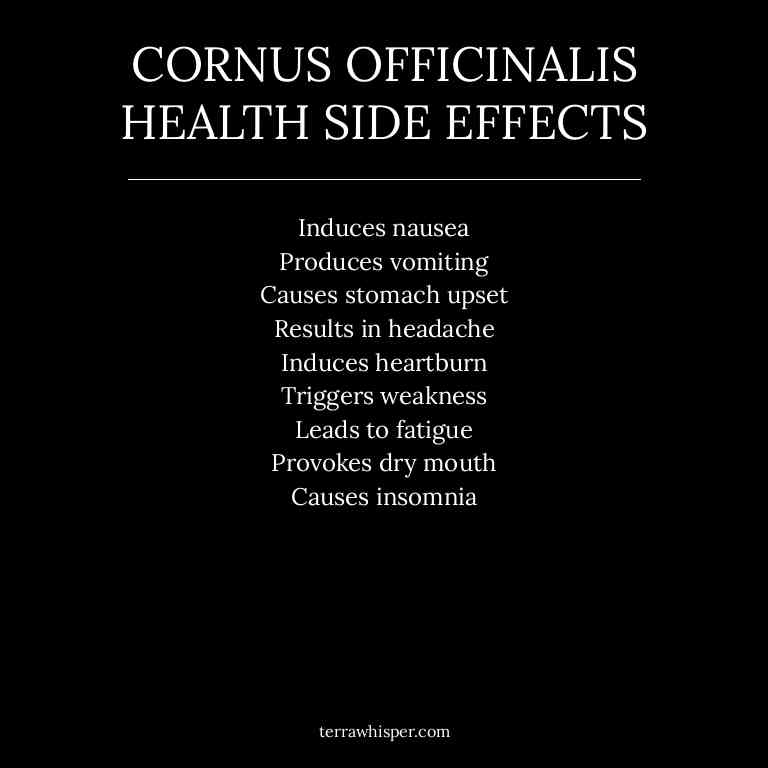 CORNUS OFFICINALIS
HEALTH SIDE EFFECTS
Induces nausea
Produces vomiting
Causes stomach upset
Results in headache
Induces heartburn
Triggers weakness
Leads to fatigue
Provokes dry mouth
Causes insomnia
terrawhisper.com